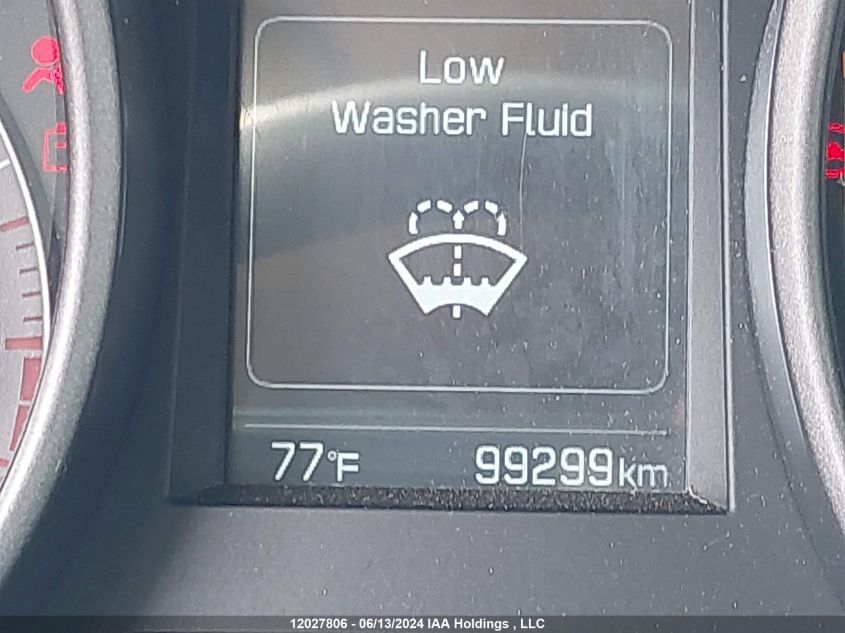 Low
Washer Fluid
77°F 99299km
12027806 - 06/13/2024 IAA Holdings , LLC